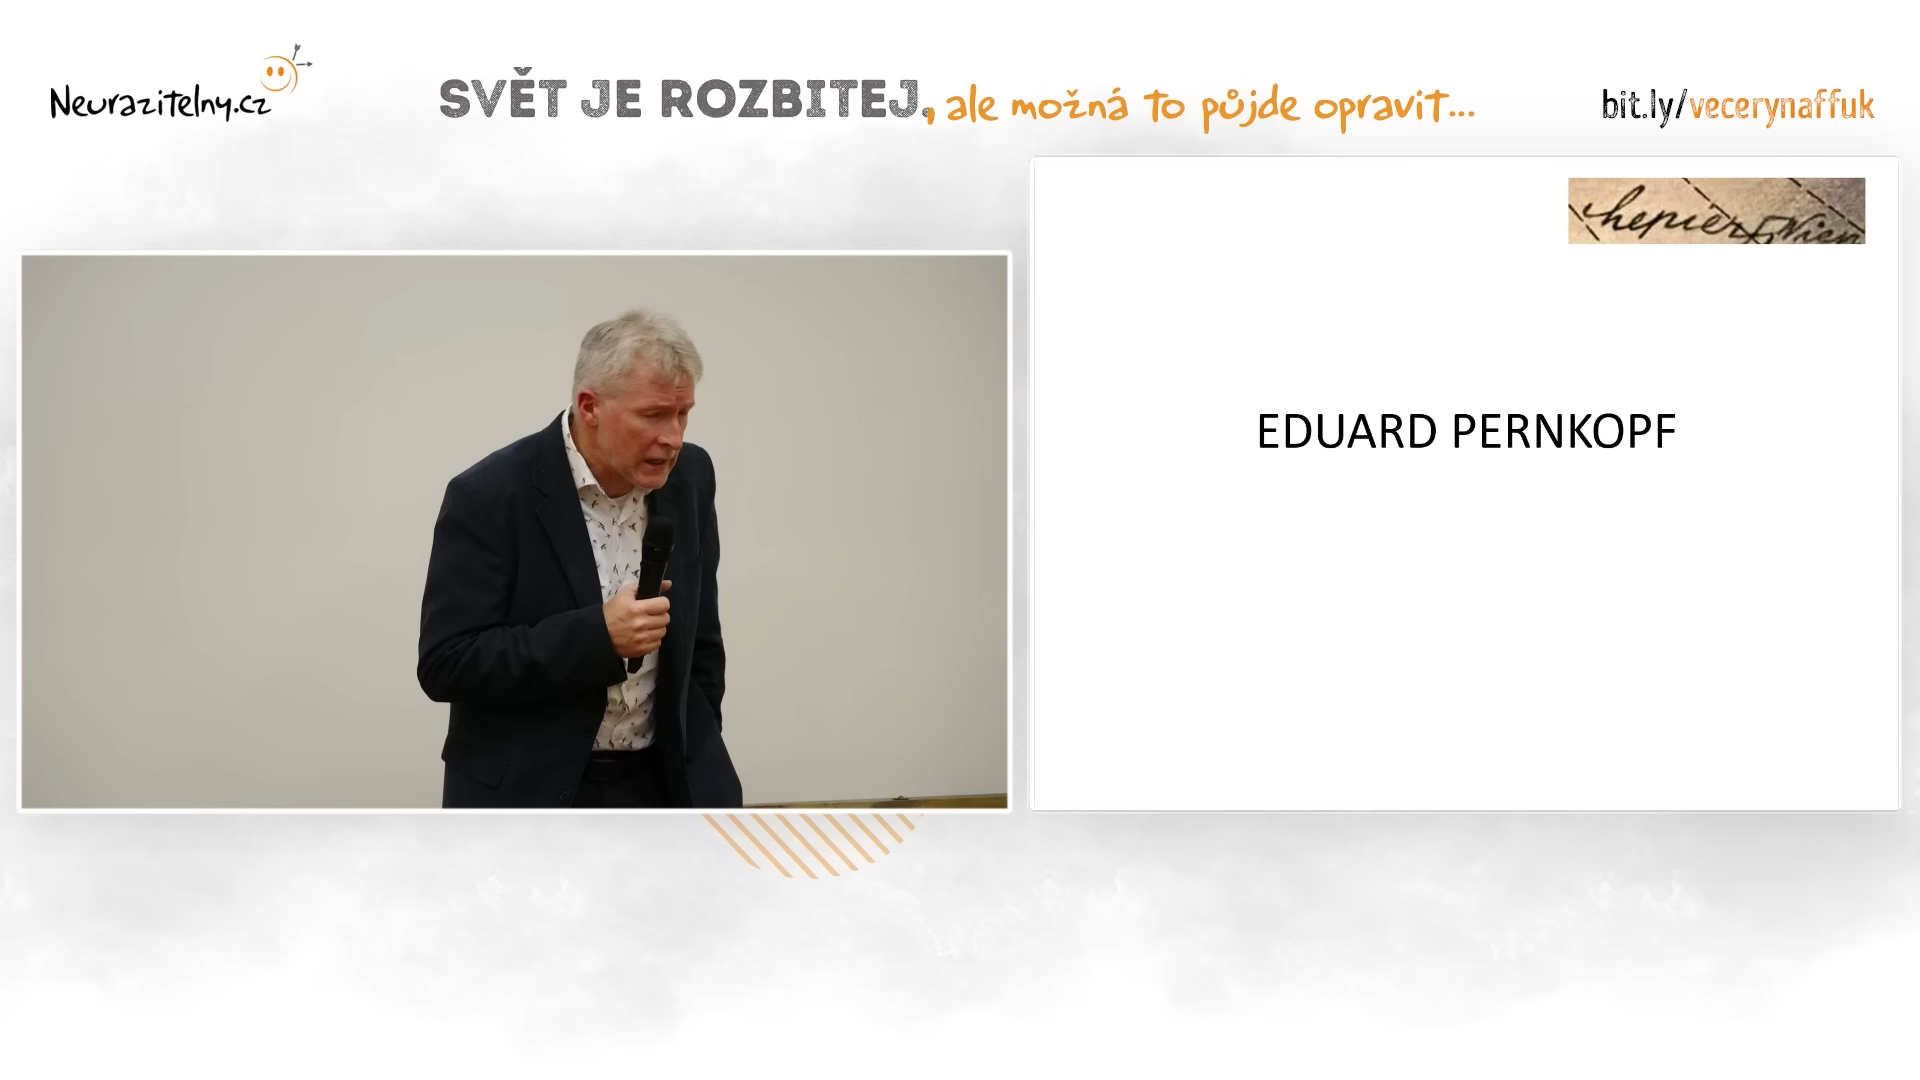 Neurazitelny.cz
SVĚT JE ROZBITEJ, ale možná to půjde opravit...
bit.ly/vecerynaffuk
EDUARD PERNKOPF